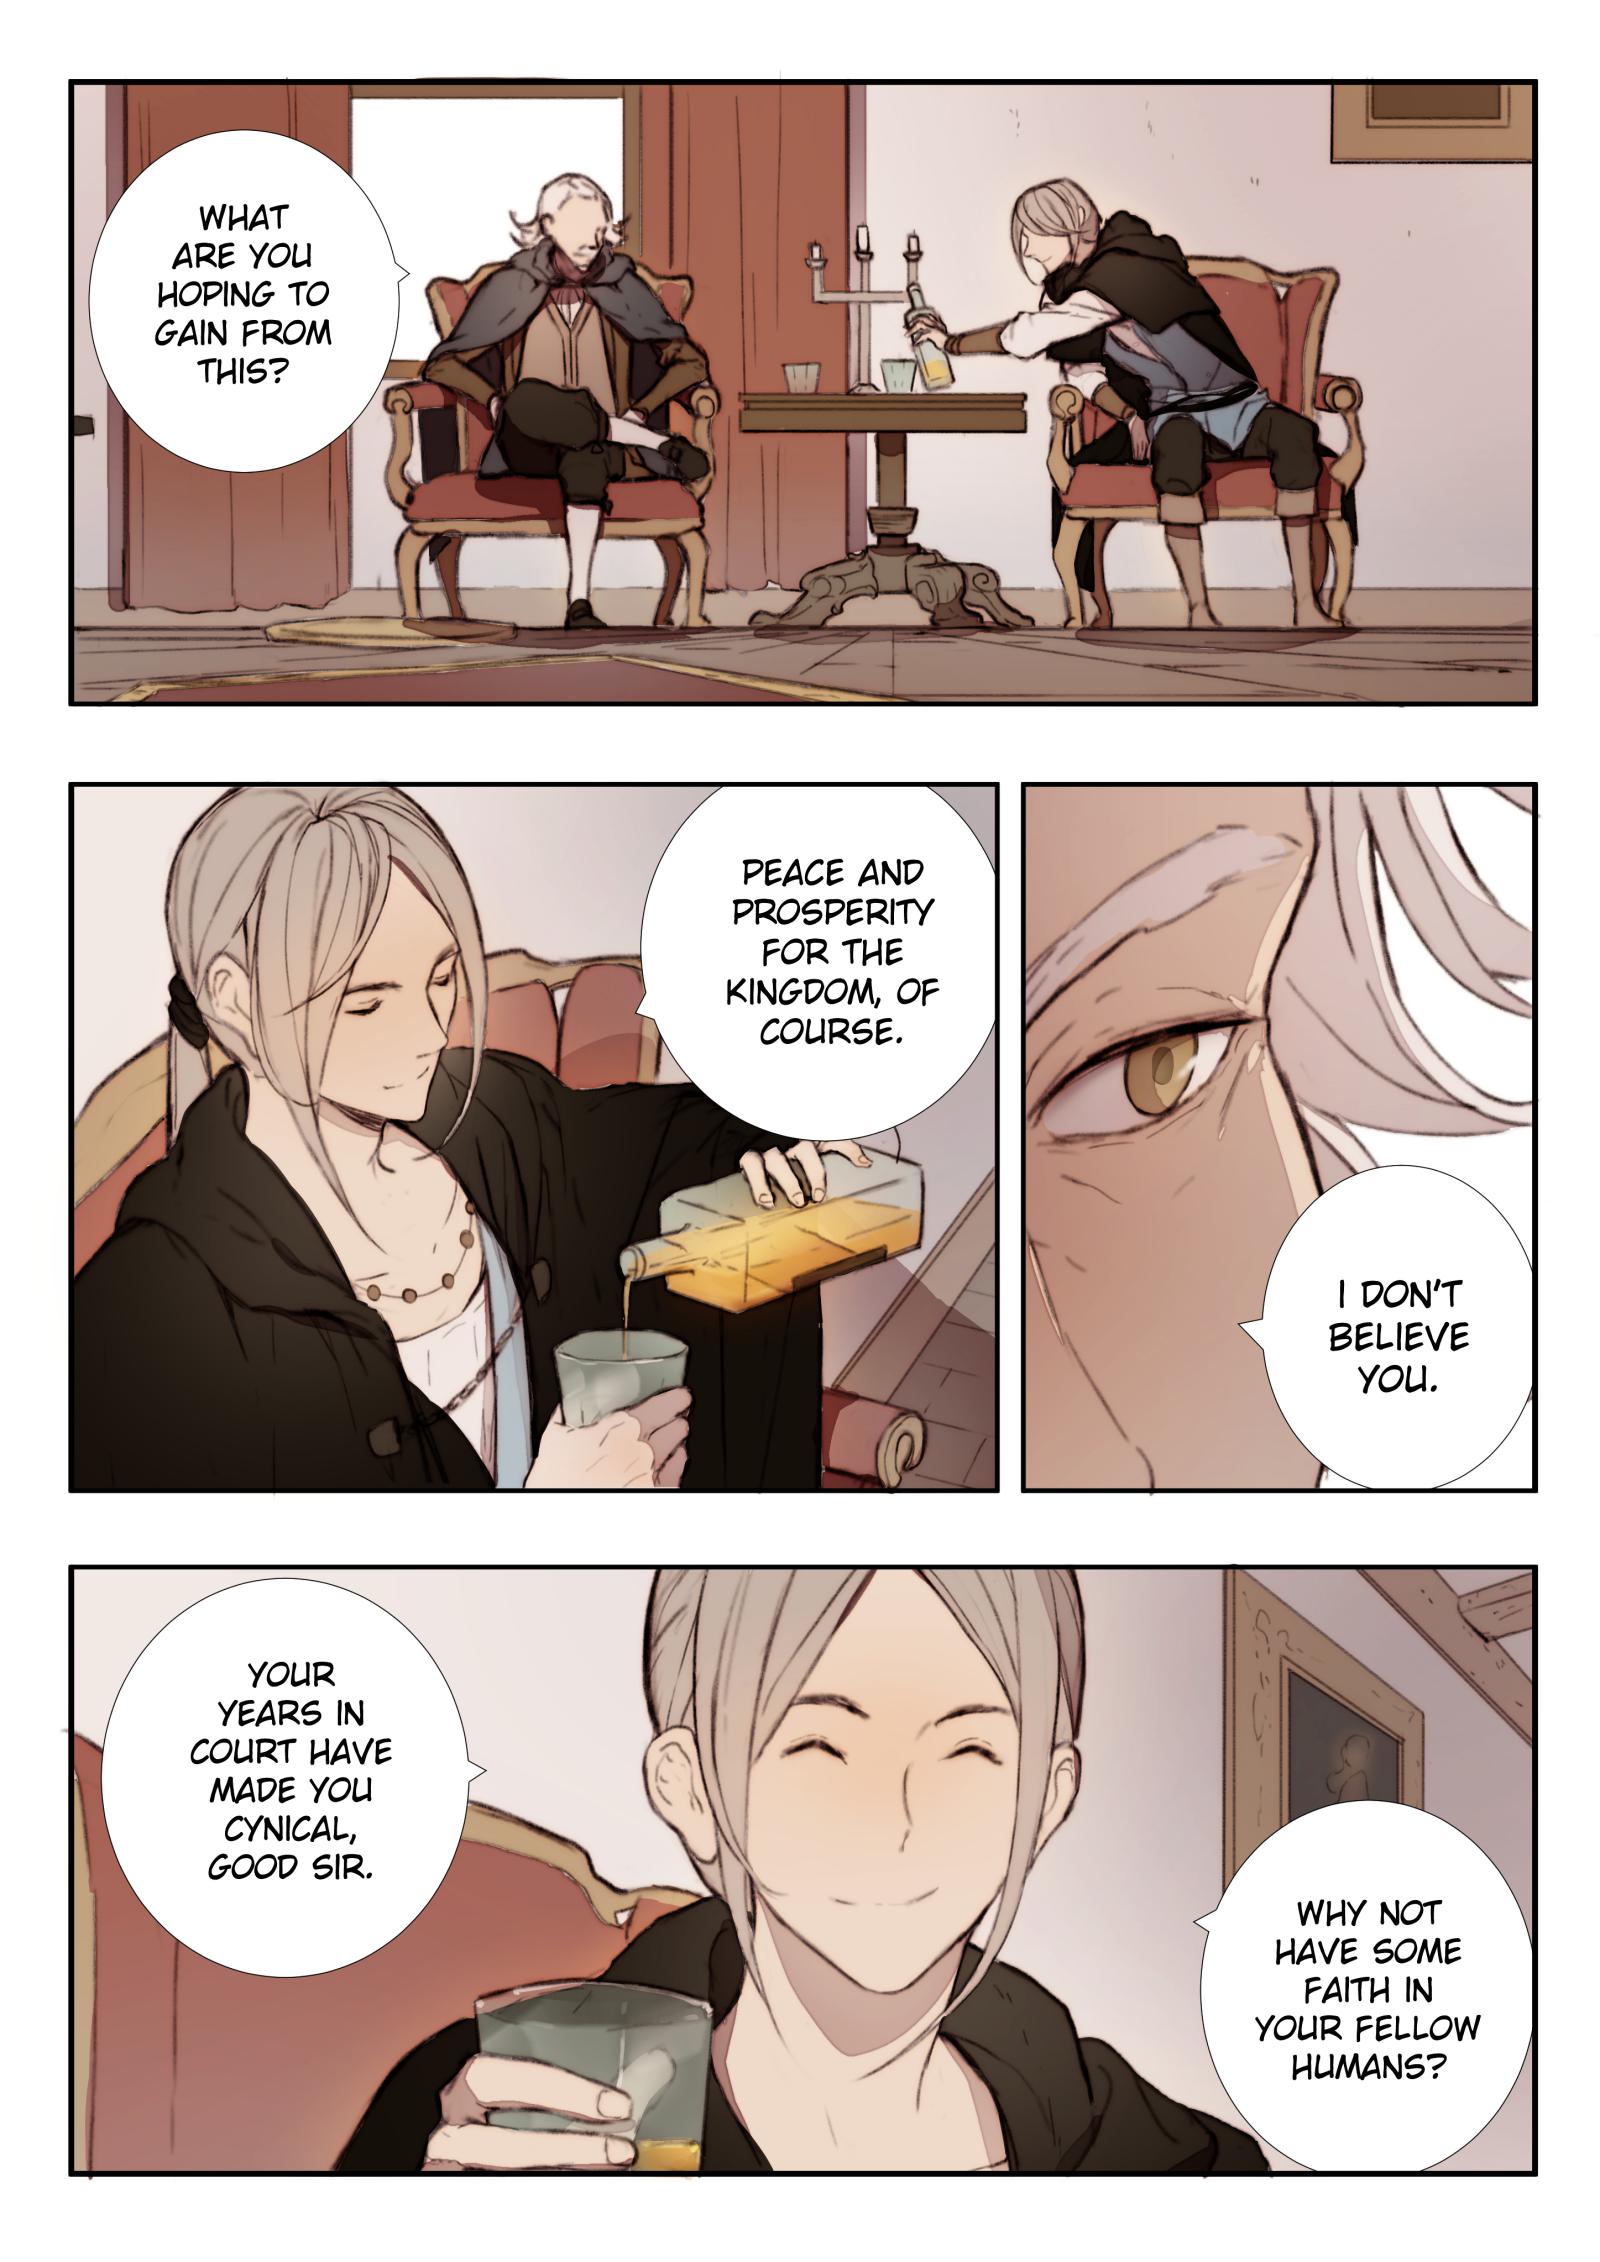 WHAT
ARE YOU
HOPING TO
GAIN FROM
THIS?
PEACE AND
PROSPERITY
FOR THE
KINGDOM, OF
COURSE.
I DON'T
BELIEVE
YOU.
YOUR
YEARS IN
COURT HAVE
MADE YOU
CYNICAL,
GOOD SIR.
WHY NOT
HAVE SOME
FAITH IN
YOUR FELLOW
HUMANS?